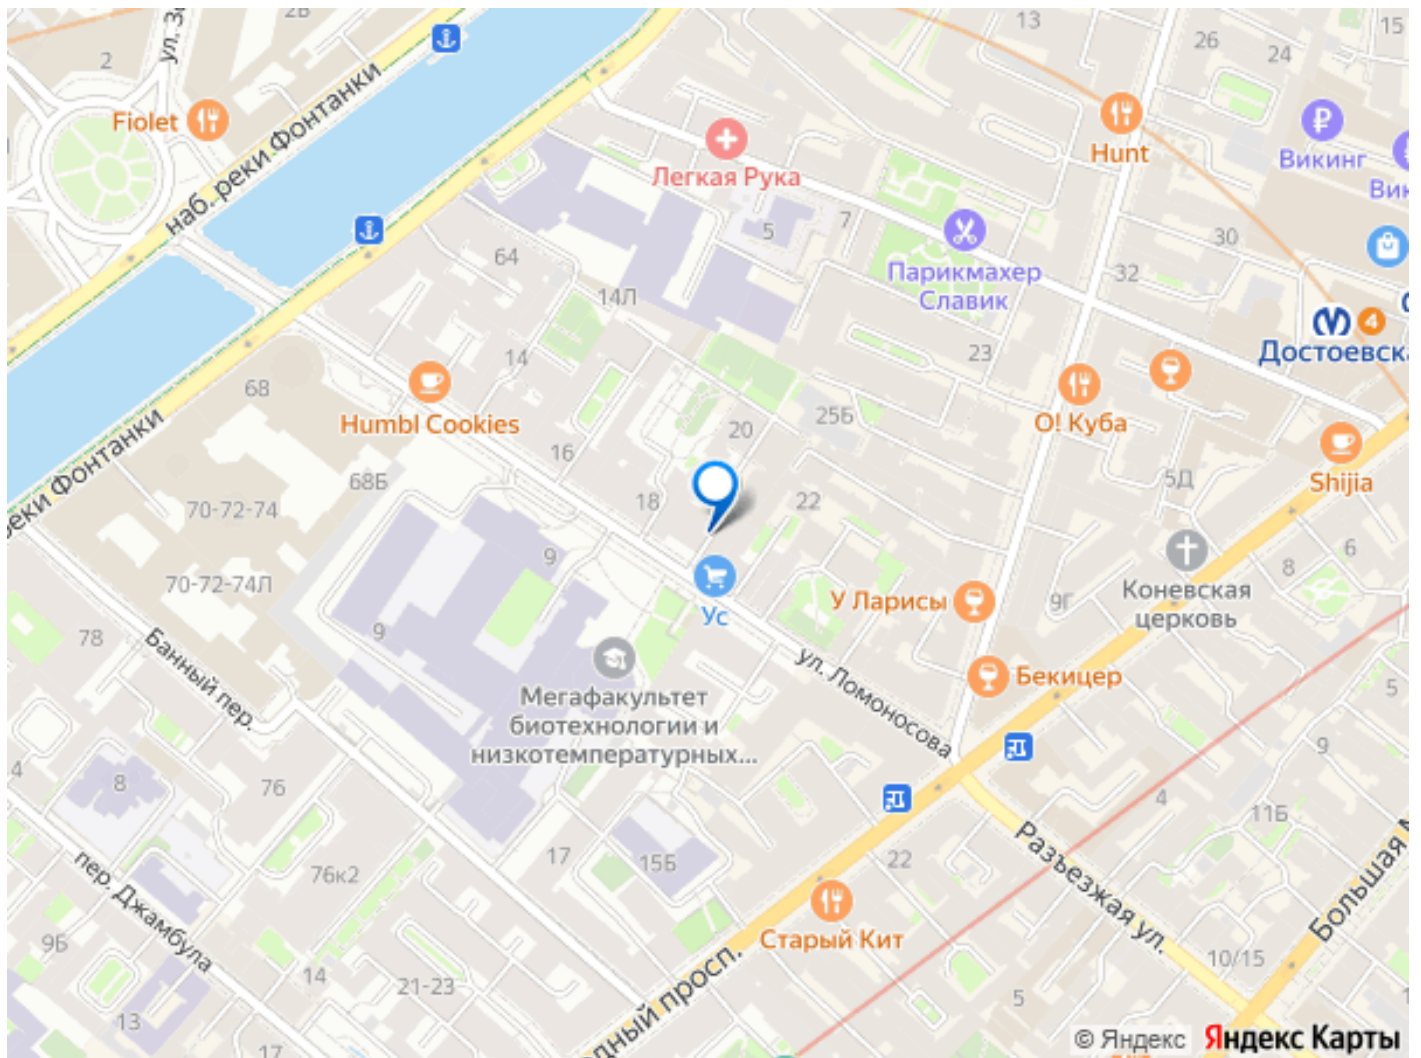 2В
13
15
ул. З
2
26
24
Fiolet
наб. реки Фонтанки
Легкая Рука
Hunt
Викинг
Вик
5
7
30
Парикмахер
Славик
32
64
14Л
14
23
4
Достоевска
68
Humbl Cookies
О! Куба
25Б
20
16
Shijia
5Д
68Б
реки Фонтанки
70-72-74
18
22
6
8
9
70-72-74Л
Ус
У Ларисы
9Г
Коневская
церковь
9
78
Банный пер.
ул. Ломоносова
Бекицер
5
Мегафакультет
биотехнологии и
низкотемпературных...
9
4
8
76
4
11Б
Разъезжая ул.
17
15Б
22
76к2
пер. Джамбула
Старый Кит
Большая М
9Б
14
21-23
10/15
5
13
17
дный просп.
© Яндекс Яндекс Карты